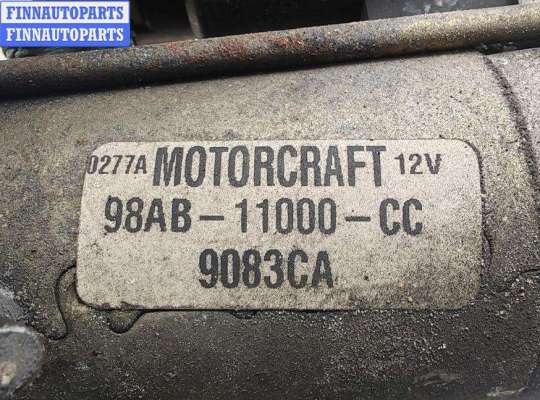 FINNAUTOPARTS
FINNAUTOPARTS
0277A MOTORCRAFT 12V
98AB-11000-CC
9083CA